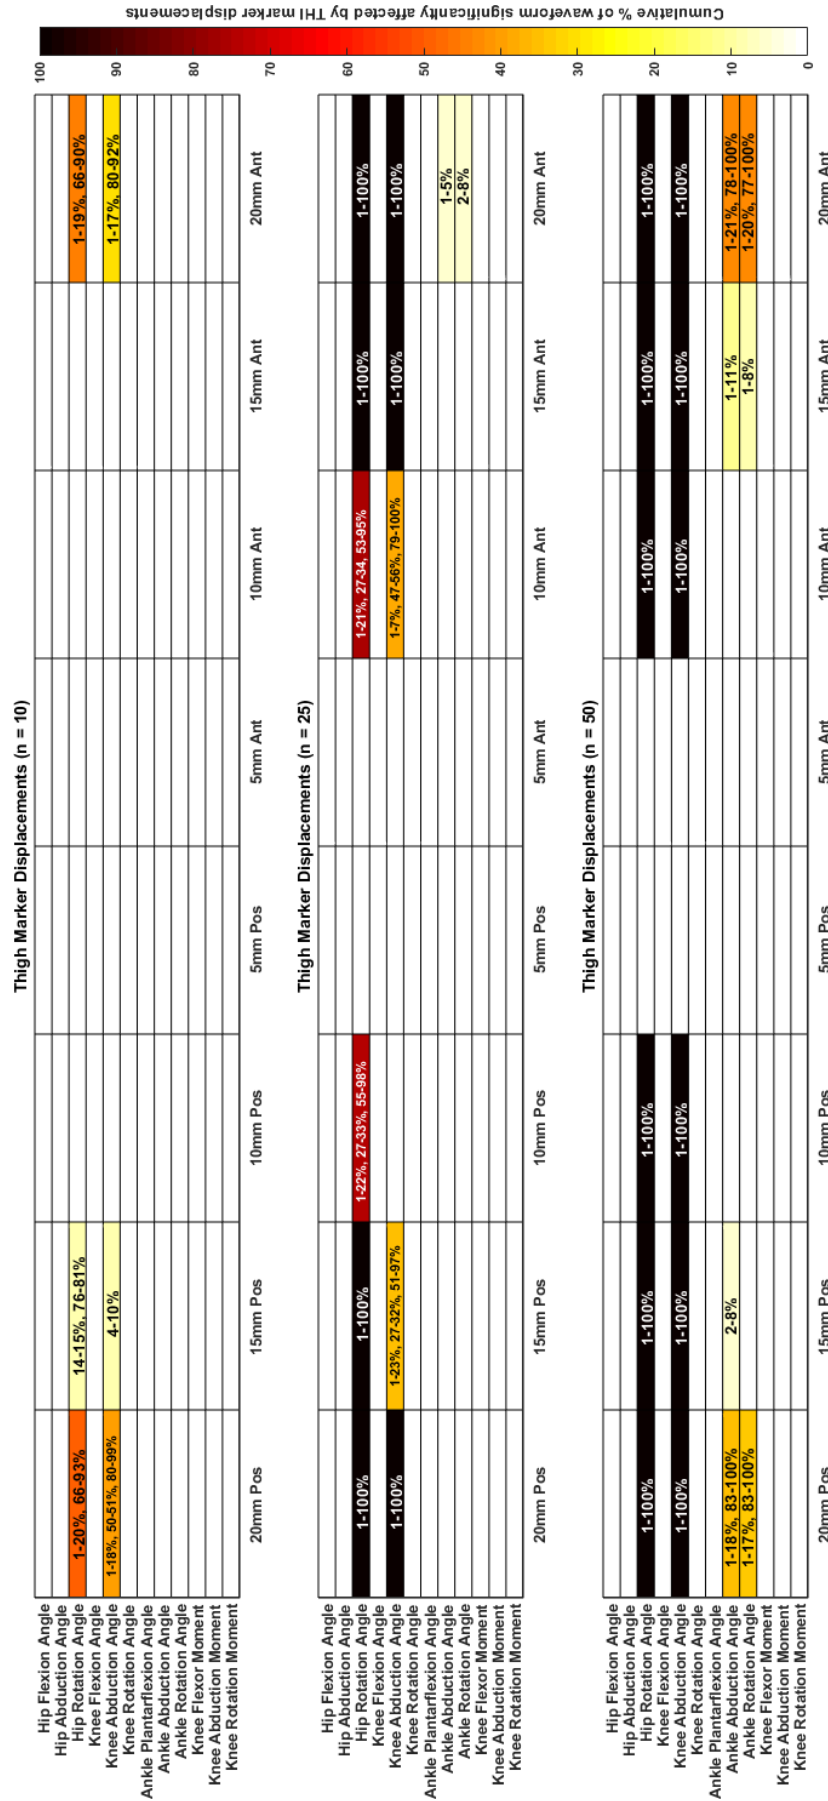 Thigh Marker Displacements (n = 10)
Hip Flexion Angle
Hip Abduction Angle
Hip Rotation Angle
Knee Flexion Angle
Knee Abduction Angle
Knee Rotation Angle
Ankle Plantarflexion Angle
Ankle Abduction Angle
Ankle Rotation Angle
Knee Flexor Moment
Knee Abduction Moment
Knee Rotation Moment
1-20%, 66-93%
14-15%, 76-81%
1-19%, 66-90%
1-18%, 50-51%, 80-99%
4-10%
1-17%, 80-92%
20mm Pos
15mm Pos
10mm Pos
5mm Pos
5mm Ant
10mm Ant
15mm Ant
20mm Ant
Thigh Marker Displacements (n = 25)
Hip Flexion Angle
Hip Abduction Angle
Hip Rotation Angle
Knee Flexion Angle
Knee Abduction Angle
Knee Rotation Angle
Ankle Plantarflexion Angle
Ankle Abduction Angle
Ankle Rotation Angle
Knee Flexor Moment
Knee Abduction Moment
Knee Rotation Moment
1-100%
1-100%
1-22%, 27-33%, 55-98%
1-21%, 27-34, 53-95%
1-100%
1-100%
1-100%
1-23%, 27-32%, 51-97%
1-7%, 47-56%, 79-100%
1-100%
1-100%
1-5%
2-8%
20mm Pos
15mm Pos
10mm Pos
5mm Pos
5mm Ant
10mm Ant
15mm Ant
20mm Ant
Thigh Marker Displacements (n = 50)
Hip Flexion Angle
Hip Abduction Angle
Hip Rotation Angle
Knee Flexion Angle
Knee Abduction Angle
Knee Rotation Angle
Ankle Plantarflexion Angle
Ankle Abduction Angle
Ankle Rotation Angle
Knee Flexor Moment
Knee Abduction Moment
Knee Rotation Moment
1-100%
1-100%
1-100%
1-100%
1-100%
1-100%
1-100%
1-100%
1-100%
1-100%
1-100%
1-100%
1-18%, 83-100%
2-8%
1-11%
1-21%, 78-100%
1-17%, 83-100%
1-8%
1-20%, 77-100%
20mm Pos
15mm Pos
10mm Pos
5mm Pos
5mm Ant
10mm Ant
15mm Ant
20mm Ant
100
90
80
70
60
50
40
30
20
10
0
Cumulative % of waveform significanlty affected by THI marker displacements